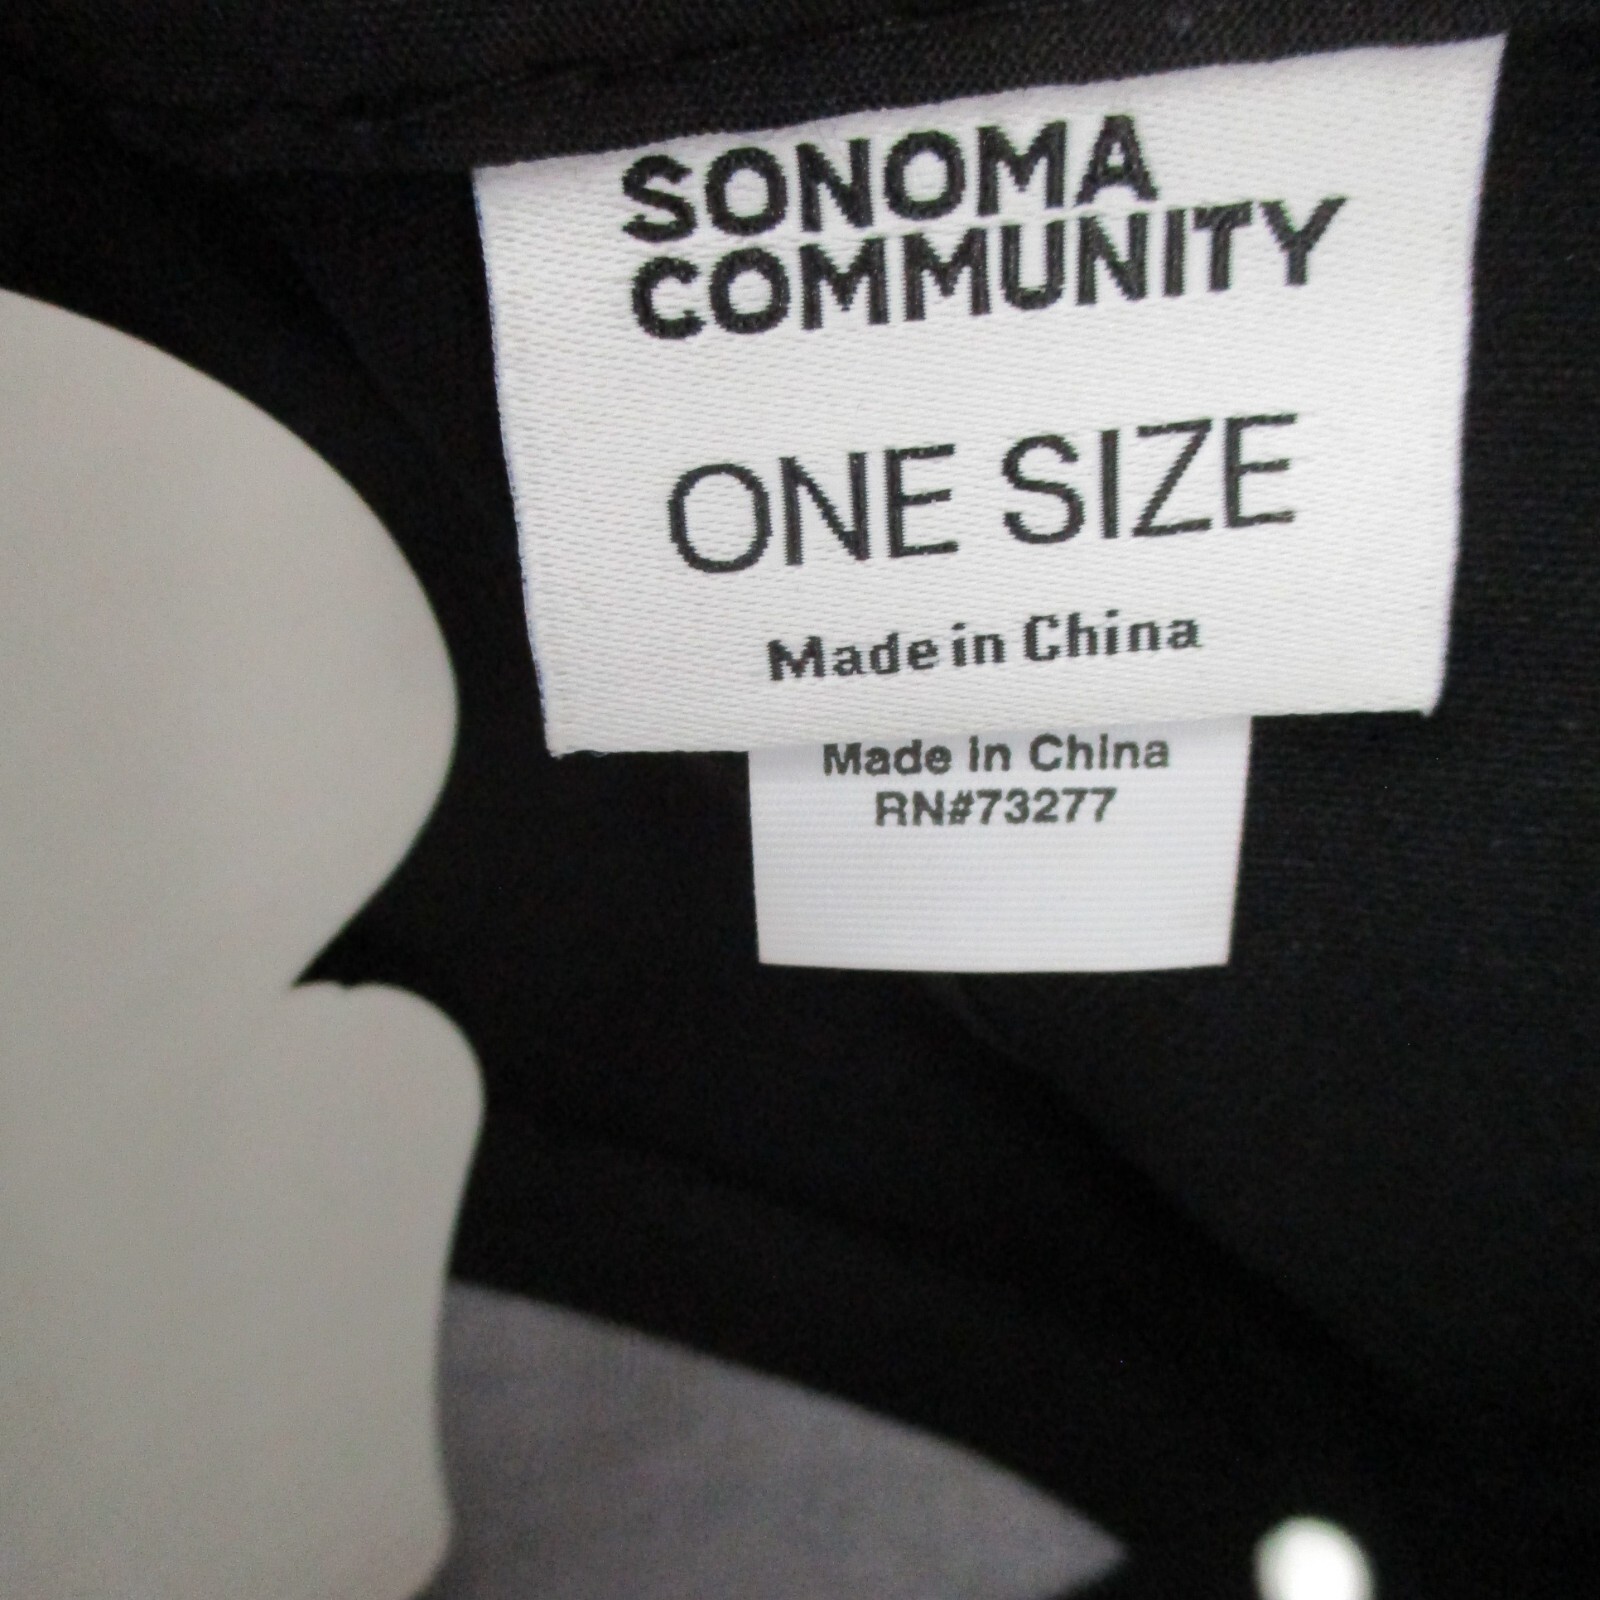 SONOMA
COMMUNITY
ONE SIZE
Made in China
Made In China
RN#73277